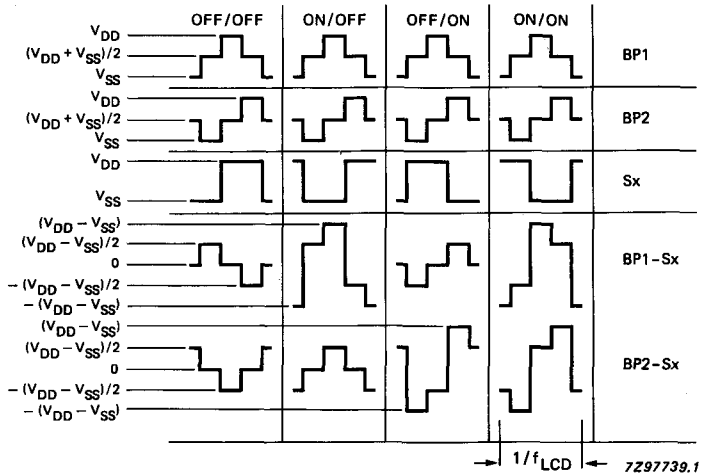 OFF/OFF ON/OFF OFF/ON ON/ON
V_DD
(V_DD + V_SS)/2
V_SS
BP1
V_DD
(V_DD + V_SS)/2
V_SS
BP2
V_DD
V_SS
Sx
(V_DD − V_SS)
(V_DD − V_SS)/2
0
− (V_DD − V_SS)/2
− (V_DD − V_SS)
BP1−Sx
(V_DD − V_SS)
(V_DD − V_SS)/2
0
− (V_DD − V_SS)/2
− (V_DD − V_SS)
BP2−Sx
1/f_LCD
7Z97739.1